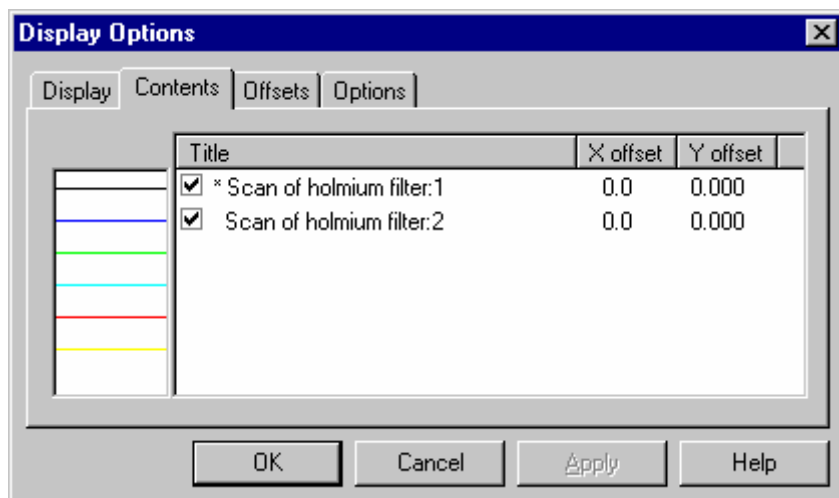 Display Options
Display Contents Offsets Options
Title X offset Y offset
* Scan of holmium filter:1 0.0 0.000
Scan of holmium filter:2 0.0 0.000
OK Cancel Apply Help